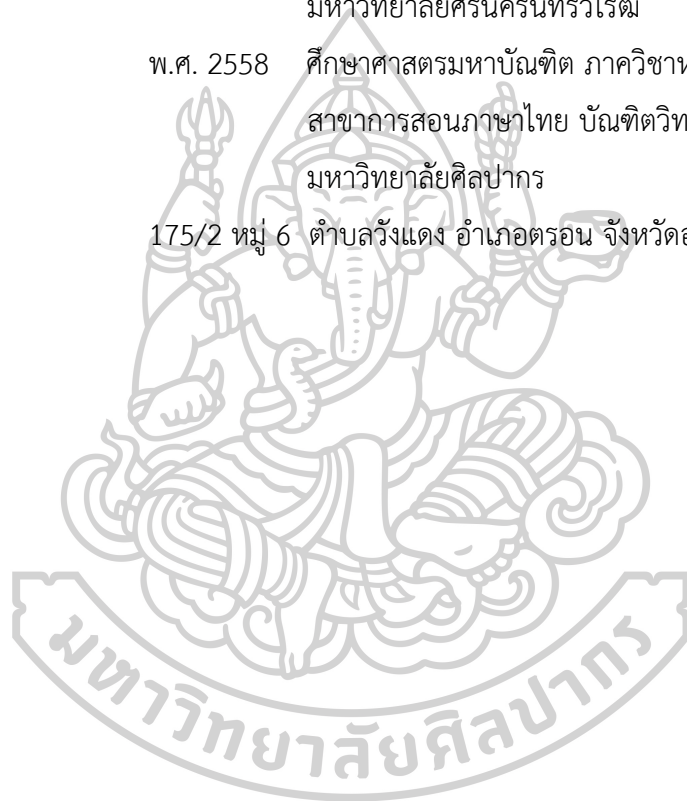 มหาวิทยาลัยศรีนครินทรวิโรฒ
พ.ศ. 2558 ศึกษาศาสตรมหาบัณฑิต ภาควิชา
สาขาการสอนภาษาไทย บัณฑิตวิท
มหาวิทยาลัยศิลปากร
175/2 หมู่ 6 ตำบลวังแดง อำเภอตรอน จังหวัด
มหาวิทยาลัยศิลปากร